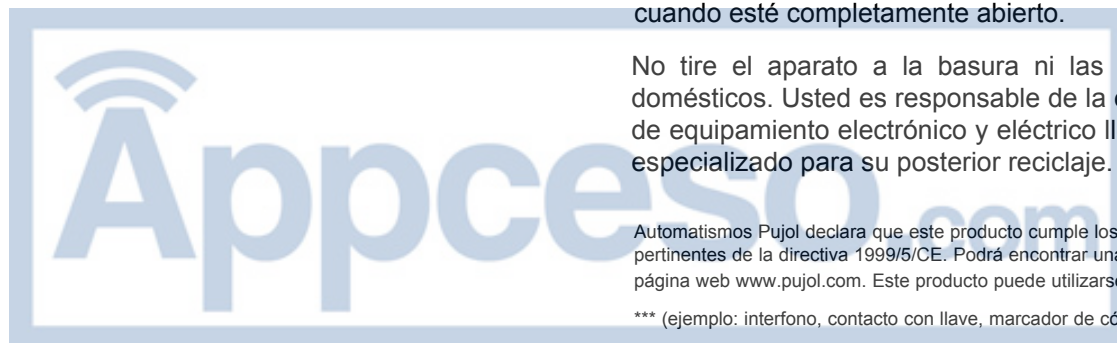 cuando esté completamente abierto.
No tire el aparato a la basura ni las
domésticos. Usted es responsable de la
de equipamiento electrónico y eléctrico
especializado para su posterior reciclaje.
Appceso.com
Automatismos Pujol declara que este producto cumple los
pertinentes de la directiva 1999/5/CE. Podrá encontrar una
página web www.pujol.com. Este producto puede utilizarse
*** (ejemplo: interfono, contacto con llave, marcador de